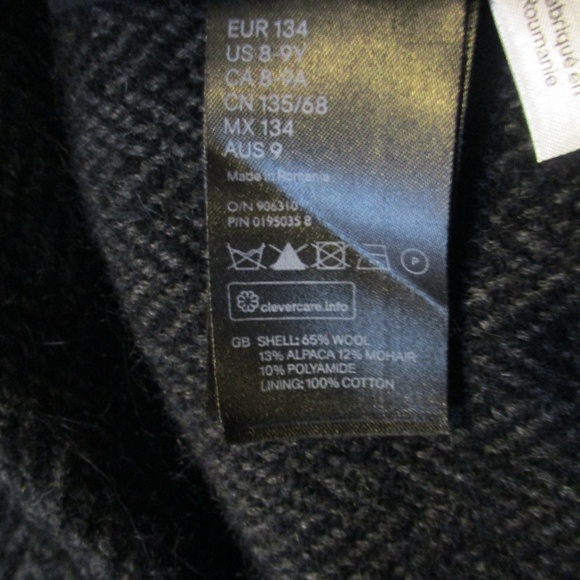 EUR 134
US 8-9Y
CA 8-9A
CN 135/68
MX 134
AUS 9
Made in Romania
O/N 906310
PIN 0195035 8
P
clevercare.info
GB SHELL: 65% WOOL
13% ALPACA 12% MOHAIR
10% POLYAMIDE
LINING: 100% COTTON
Roumanie